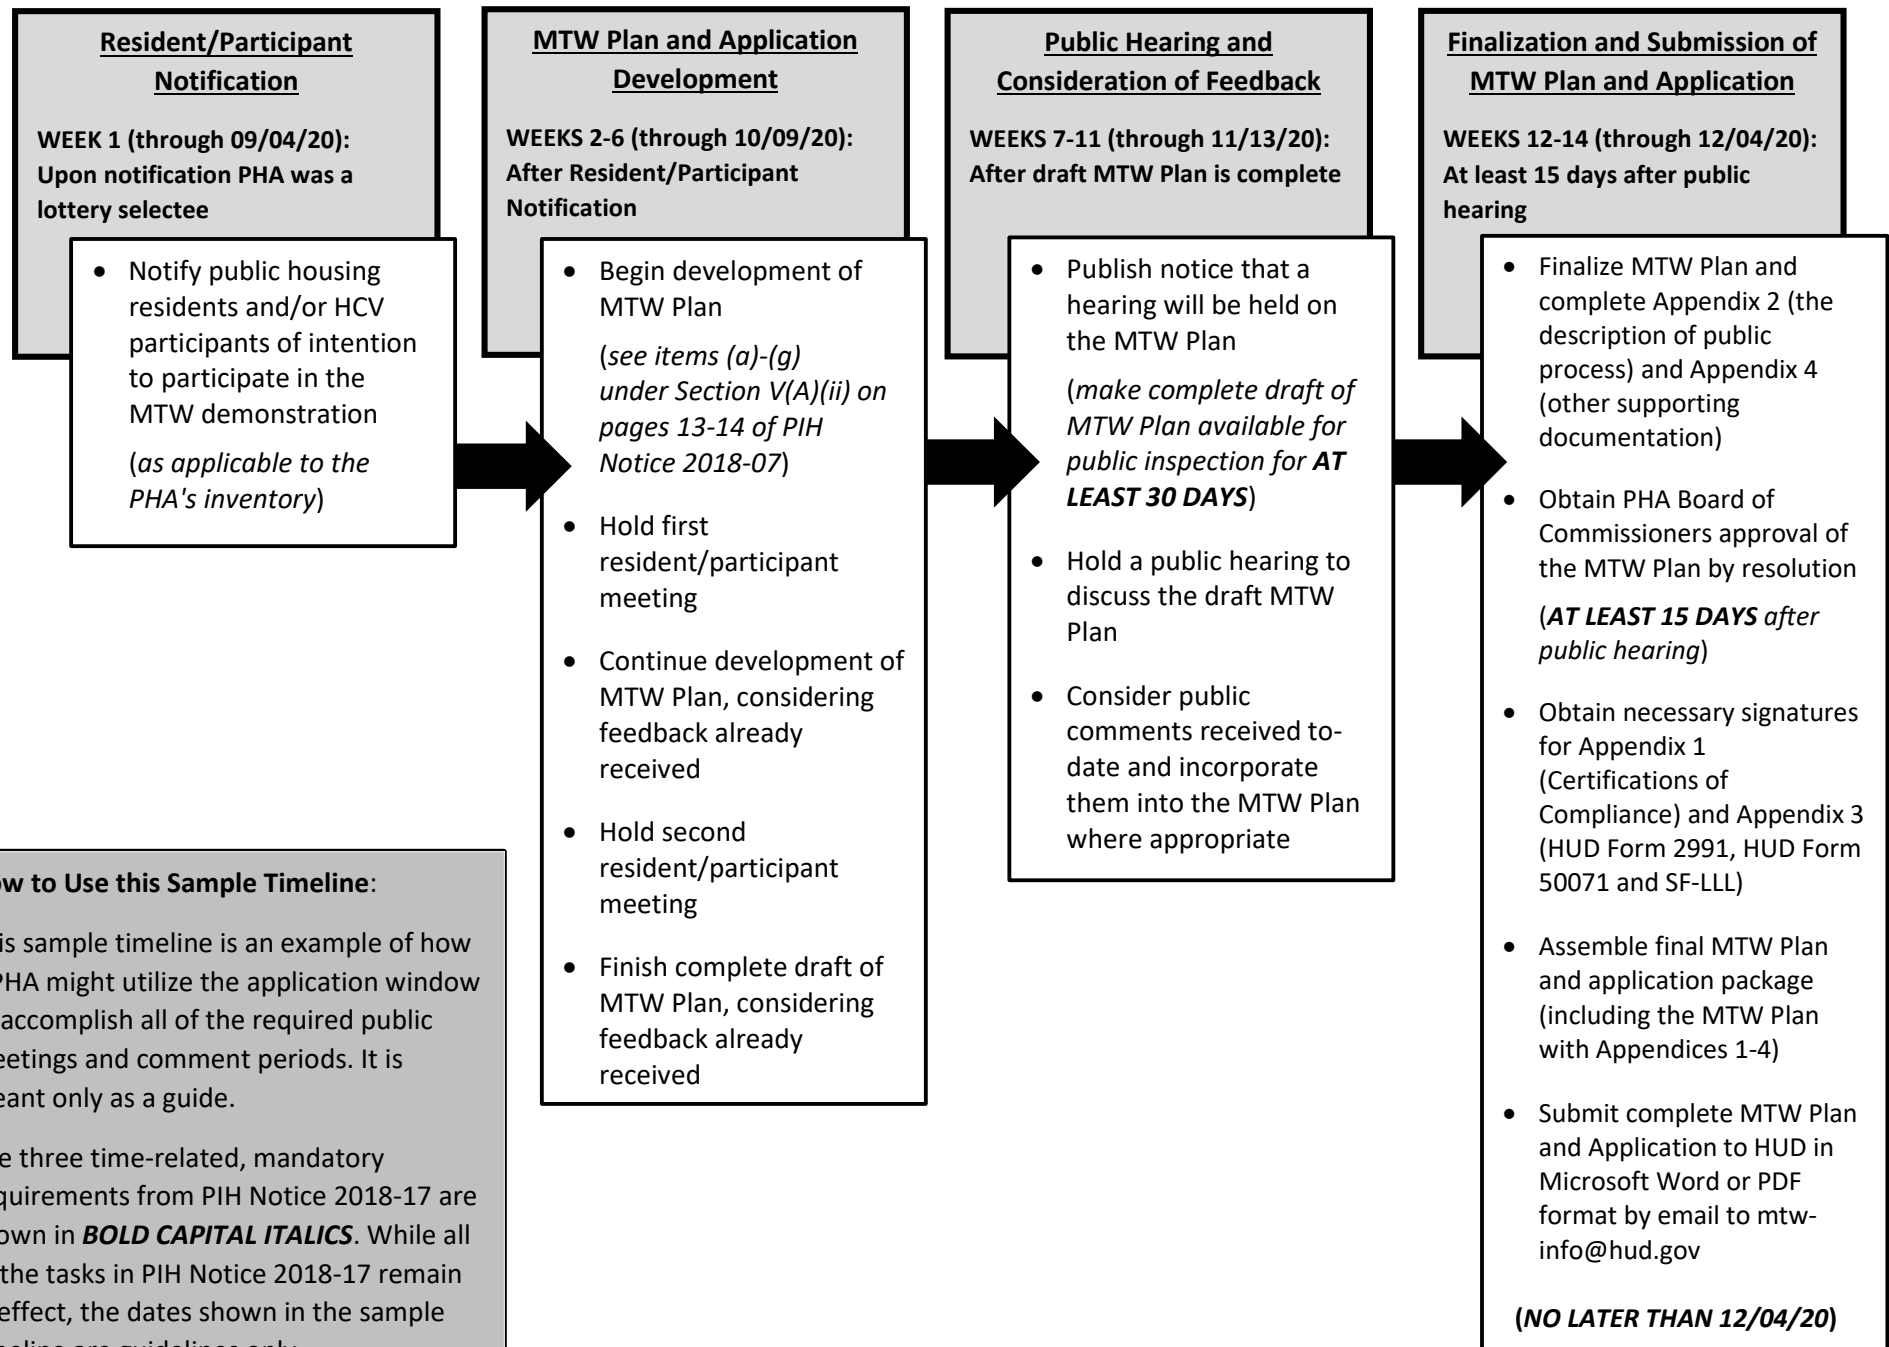 Resident/Participant
Notification
WEEK 1 (through 09/04/20):
Upon notification PHA was a
lottery selectee
• Notify public housing
residents and/or HCV
participants of intention
to participate in the
MTW demonstration
(as applicable to the
PHA's inventory)
MTW Plan and Application
Development
WEEKS 2-6 (through 10/09/20):
After Resident/Participant
Notification
• Begin development of
MTW Plan
(see items (a)-(g)
under Section V(A)(ii) on
pages 13-14 of PIH
Notice 2018-07)
• Hold first
resident/participant
meeting
• Continue development of
MTW Plan, considering
feedback already
received
• Hold second
resident/participant
meeting
• Finish complete draft of
MTW Plan, considering
feedback already
received
Public Hearing and
Consideration of Feedback
WEEKS 7-11 (through 11/13/20):
After draft MTW Plan is complete
• Publish notice that a
hearing will be held on
the MTW Plan
(make complete draft of
MTW Plan available for
public inspection for AT
LEAST 30 DAYS)
• Hold a public hearing to
discuss the draft MTW
Plan
• Consider public
comments received to-
date and incorporate
them into the MTW Plan
where appropriate
Finalization and Submission of
MTW Plan and Application
WEEKS 12-14 (through 12/04/20):
At least 15 days after public
hearing
• Finalize MTW Plan and
complete Appendix 2 (the
description of public
process) and Appendix 4
(other supporting
documentation)
• Obtain PHA Board of
Commissioners approval of
the MTW Plan by resolution
(AT LEAST 15 DAYS after
public hearing)
• Obtain necessary signatures
for Appendix 1
(Certifications of
Compliance) and Appendix 3
(HUD Form 2991, HUD Form
50071 and SF-LLL)
• Assemble final MTW Plan
and application package
(including the MTW Plan
with Appendices 1-4)
• Submit complete MTW Plan
and Application to HUD in
Microsoft Word or PDF
format by email to mtw-
info@hud.gov
(NO LATER THAN 12/04/20)
to Use this Sample Timeline:
sample timeline is an example of how
PHA might utilize the application window
accomplish all of the required public
and comment periods. It is
only as a guide.
three time-related, mandatory
from PIH Notice 2018-17 are
in BOLD CAPITAL ITALICS. While all
the tasks in PIH Notice 2018-17 remain
effect, the dates shown in the sample
are guidelines only